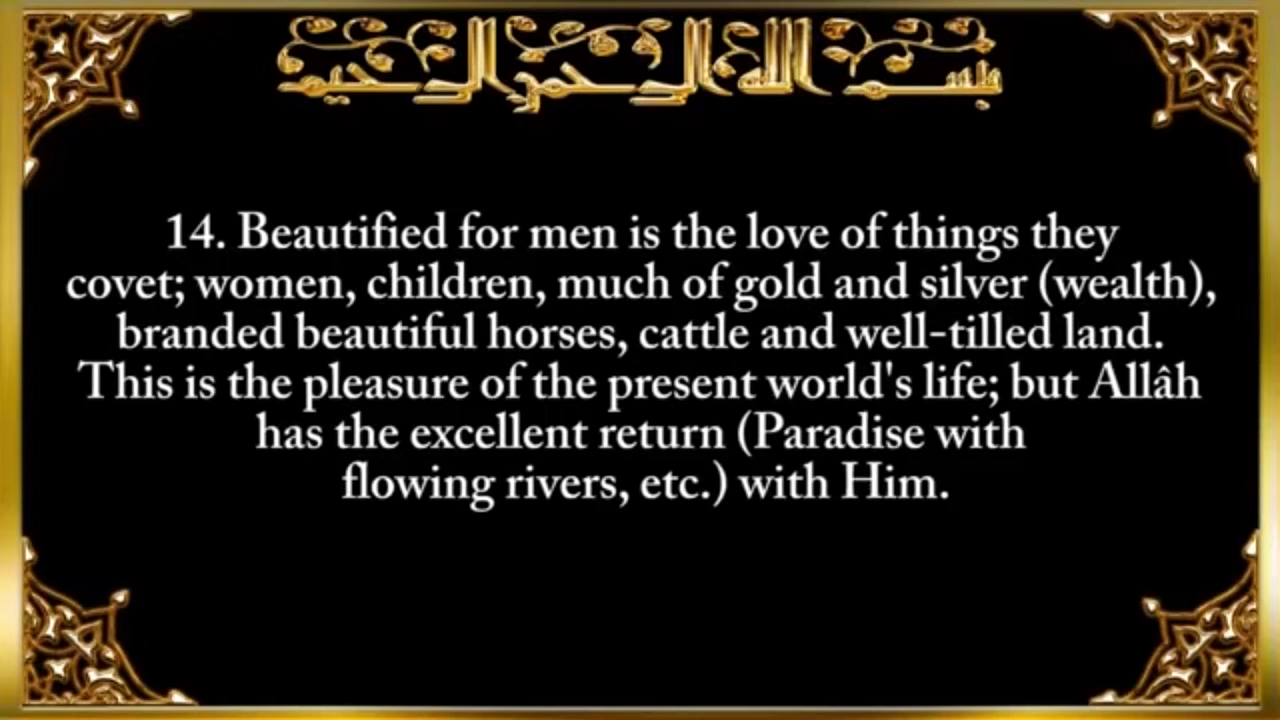 بسم الله الرحمن الرحيم
14. Beautified for men is the love of things they
covet; women, children, much of gold and silver (wealth),
branded beautiful horses, cattle and well-tilled land.
This is the pleasure of the present world's life; but Allâh
has the excellent return (Paradise with
flowing rivers, etc.) with Him.